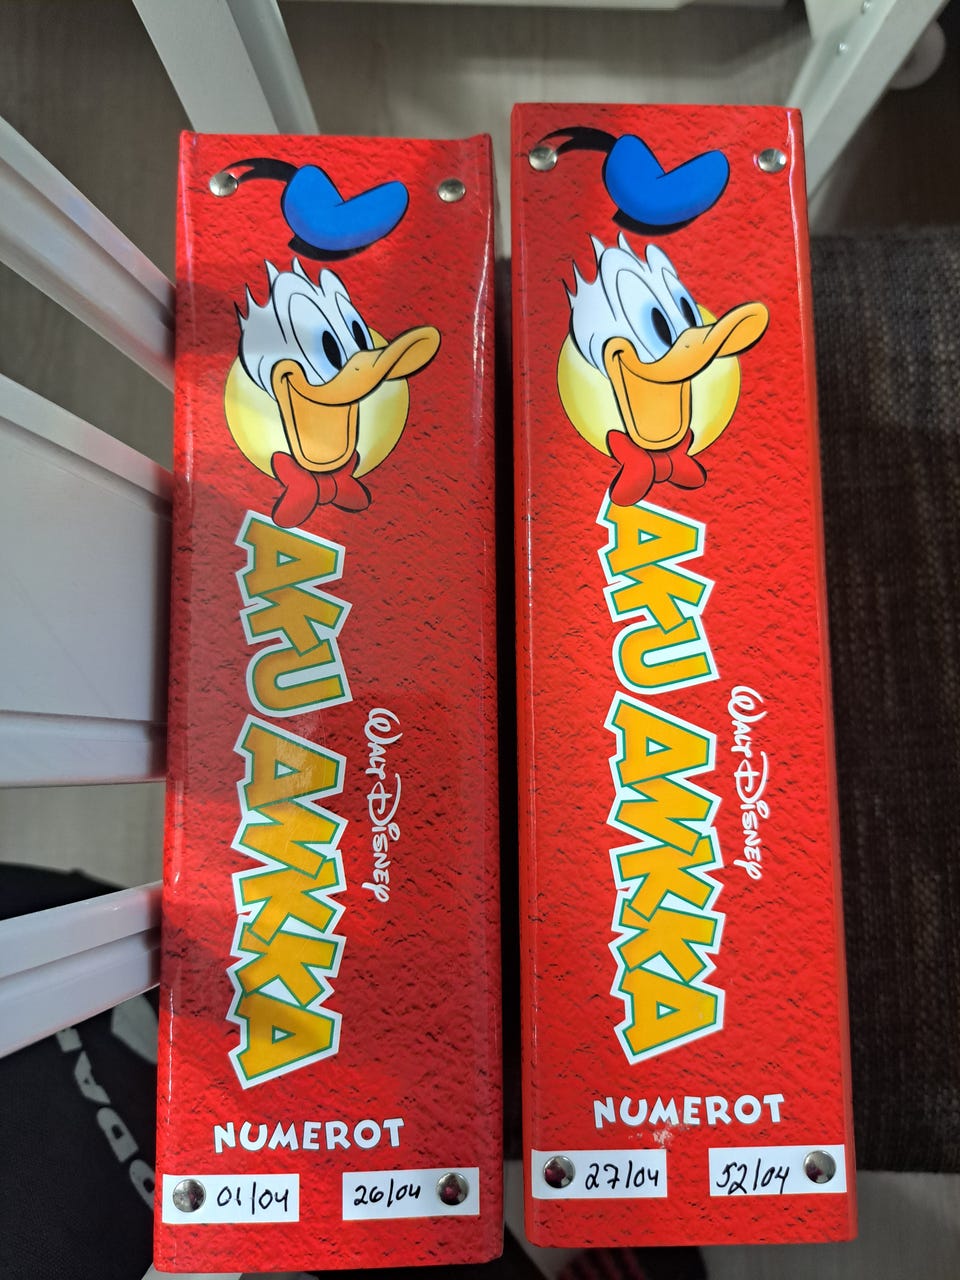 AKU ANKKA
WALT DISNEY
NUMEROT
01/04 26/04
AKU ANKKA
WALT DISNEY
NUMEROT
27/04 52/04